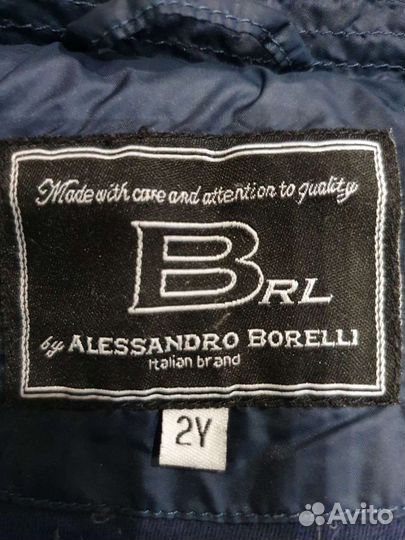 Made with care and attention to quality
BRL
by ALESSANDRO BORELLI
Italian brand
2Y
Avito